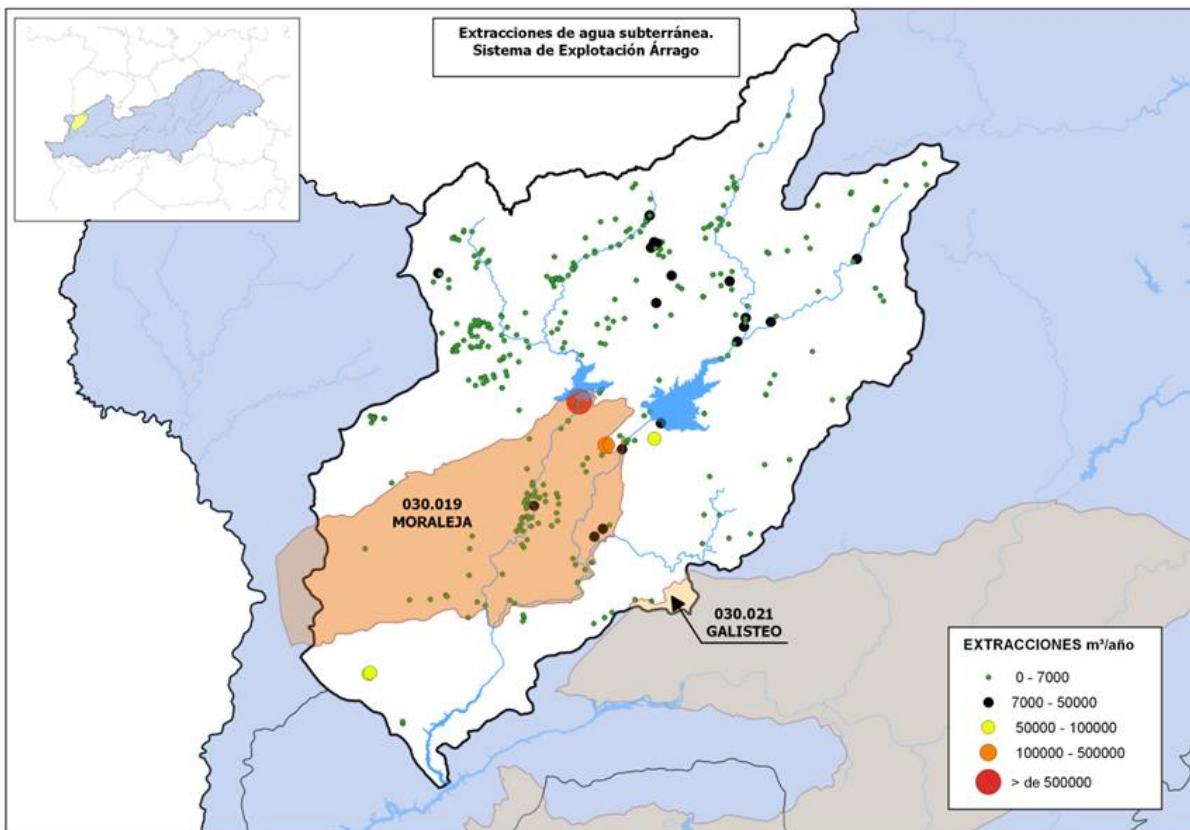 Extracciones de agua subterránea.
Sistema de Explotación Árrago
030.019
MORALEJA
030.021
GALISTEO
EXTRACCIONES m³/año
0 - 7000
7000 - 50000
50000 - 100000
100000 - 500000
> de 500000